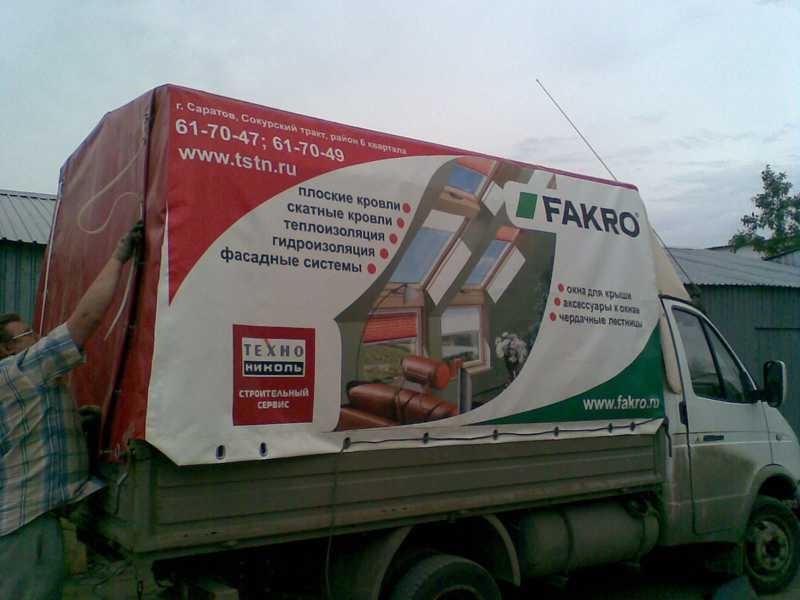 г. Саратов, Сокурский тракт, район 6 квартала
61-70-47; 61-70-49
www.tstn.ru
плоские кровли
скатные кровли
теплоизоляция
гидроизоляция
фасадные системы
FAKRO®
окна для крыши
аксессуары к окнам
чердачные лестницы
ТЕХНО
НИКОЛЬ
СТРОИТЕЛЬНЫЙ
СЕРВИС
www.fakro.ru